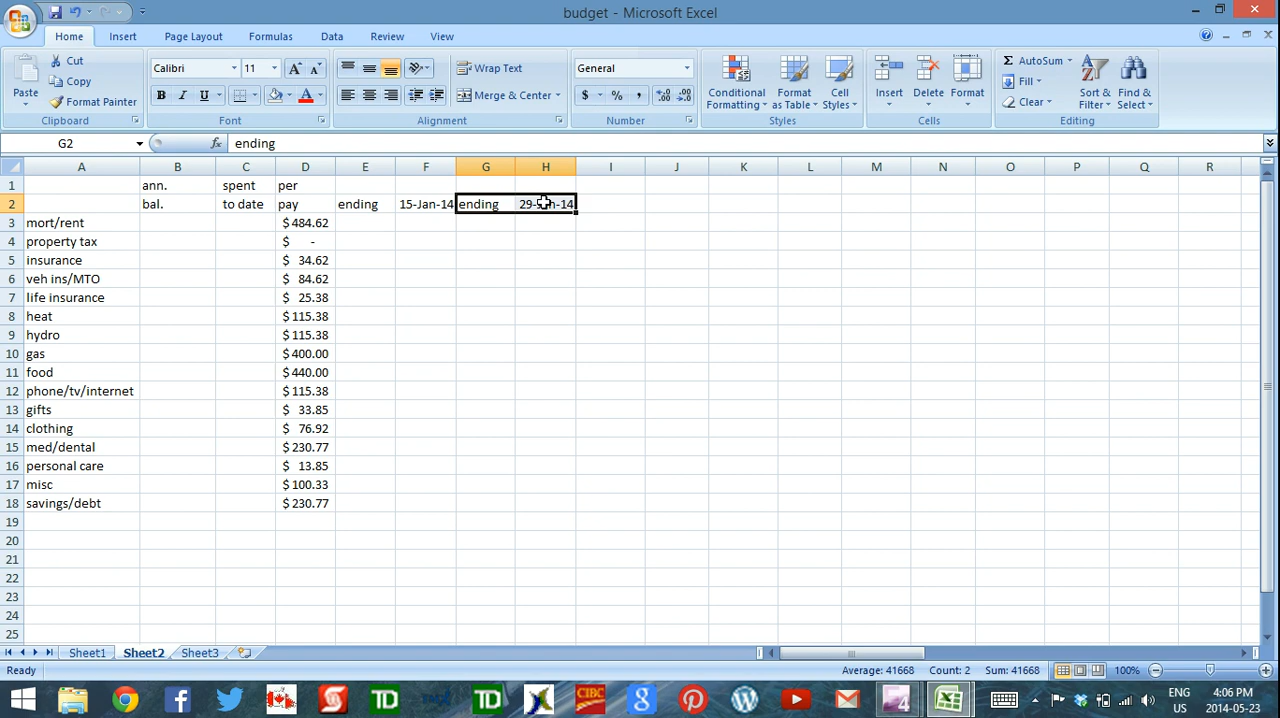 budget - Microsoft Excel
Home Insert Page Layout Formulas Data Review View
Paste
Cut
Copy
Format Painter
Clipboard
Calibri 11
B I U
Font
Wrap Text
Merge & Center
Alignment
General
$ % ,
Number
Conditional Formatting
Format as Table
Cell Styles
Styles
Insert Delete Format
Cells
AutoSum
Fill
Clear
Sort & Filter
Find & Select
Editing
G2 fx ending
A B C D E F G H I J K L M N O P Q R
1 ann. spent per
2 bal. to date pay ending 15-Jan-14 ending 29-Jan-14
3 mort/rent $ 484.62
4 property tax $ -
5 insurance $ 34.62
6 veh ins/MTO $ 84.62
7 life insurance $ 25.38
8 heat $ 115.38
9 hydro $ 115.38
10 gas $ 400.00
11 food $ 440.00
12 phone/tv/internet $ 115.38
13 gifts $ 33.85
14 clothing $ 76.92
15 med/dental $ 230.77
16 personal care $ 13.85
17 misc $ 100.33
18 savings/debt $ 230.77
19
20
21
22
23
24
25
Sheet1 Sheet2 Sheet3
Ready Average: 41668 Count: 2 Sum: 41668 100%
TD TD CIBC 4 ENG 4:06 PM
US 2014-05-23